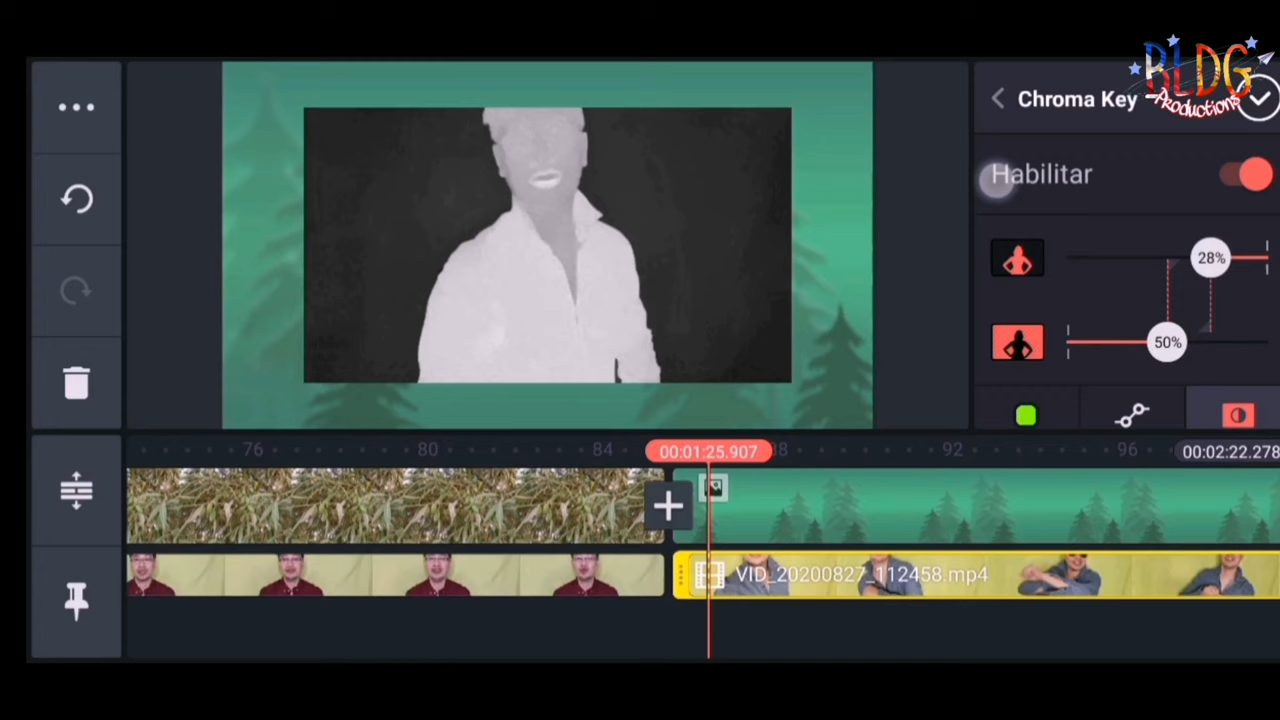 BLDG
Productions
Chroma Key
Habilitar
28%
50%
76
80
84
00:01:25.907
88
92
96
00:02:22.278
VID_20200827_112458.mp4